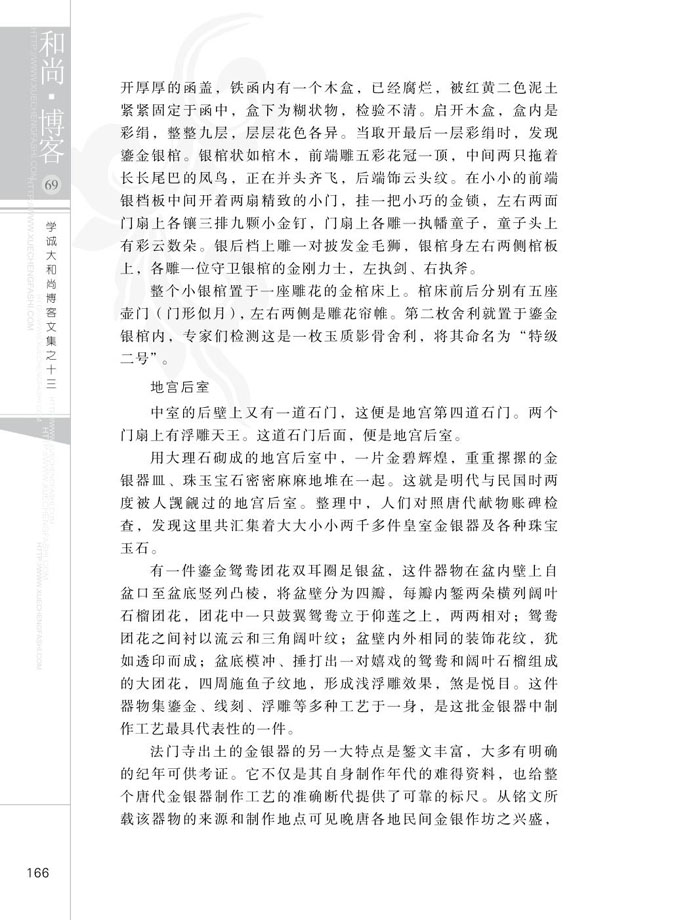 和尚·博客
69
学诚大和尚博客文集之十三
开厚厚的函盖，铁函内有一个木盒，已经腐烂，被红黄二色泥土
紧紧固定于函中，盒下为糊状物，检验不清。启开木盒，盒内是
彩绢，整整九层，层层花色各异。当取开最后一层彩绢时，发现
鎏金银棺。银棺状如棺木，前端雕五彩花冠一顶，中间两只拖着
长长尾巴的凤鸟，正在并头齐飞，后端饰云头纹。在小小的前端
银档板中间开着两扇精致的小门，挂一把小巧的金锁，左右两面
门扇上各镶三排九颗小金钉，门扇上各雕一执幡童子，童子头上
有彩云数朵。银后档上雕一对披发金毛狮，银棺身左右两侧棺板
上，各雕一位守卫银棺的金刚力士，左执剑、右执斧。
整个小银棺置于一座雕花的金棺床上。棺床前后分别有五座
壶门（门形似月），左右两侧是雕花帘帷。第二枚舍利就置于鎏金
银棺内，专家们检测这是一枚玉质影骨舍利，将其命名为“特级
二号”。
地宫后室
中室的后壁上又有一道石门，这便是地宫第四道石门。两个
门扇上有浮雕天王。这道石门后面，便是地宫后室。
用大理石砌成的地宫后室中，一片金碧辉煌，重重摞摞的金
银器皿、珠玉宝石密密麻麻地堆在一起。这就是明代与民国时两
度被人觊觎过的地宫后室。整理中，人们对照唐代献物账碑检
查，发现这里共汇集着大大小小两千多件皇室金银器及各种珠宝
玉石。
有一件鎏金鸳鸯团花双耳圈足银盆，这件器物在盆内壁上自
盆口至盆底竖列凸棱，将盆壁分为四瓣，每瓣内錾两朵横列阔叶
石榴团花，团花中一只鼓翼鸳鸯立于仰莲之上，两两相对；鸳鸯
团花之间衬以流云和三角阔叶纹；盆壁内外相同的装饰花纹，犹
如透印而成；盆底模冲、捶打出一对嬉戏的鸳鸯和阔叶石榴组成
的大团花，四周施鱼子纹地，形成浅浮雕效果，煞是悦目。这件
器物集鎏金、线刻、浮雕等多种工艺于一身，是这批金银器中制
作工艺最具代表性的一件。
法门寺出土的金银器的另一大特点是錾文丰富，大多有明确
的纪年可供考证。它不仅是其自身制作年代的难得资料，也给整
个唐代金银器制作工艺的准确断代提供了可靠的标尺。从铭文所
载该器物的来源和制作地点可见晚唐各地民间金银作坊之兴盛，
166